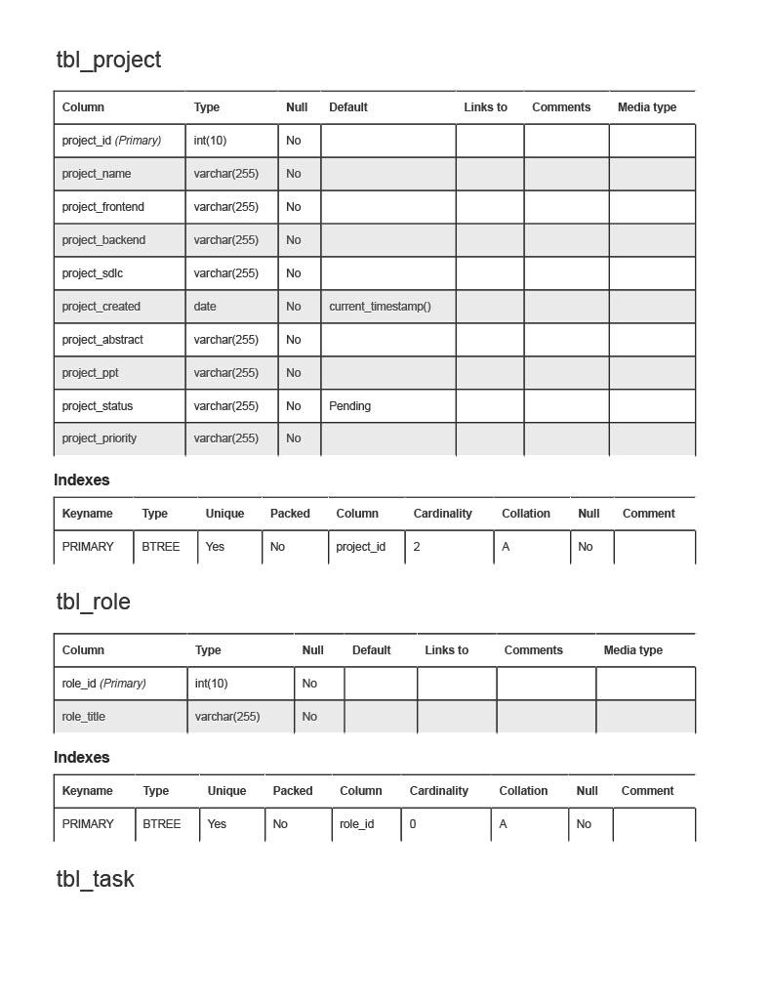 tbl_project
Column Type Null Default Links to Comments Media type
project_id (Primary) int(10) No
project_name varchar(255) No
project_frontend varchar(255) No
project_backend varchar(255) No
project_sdlc varchar(255) No
project_created date No current_timestamp()
project_abstract varchar(255) No
project_ppt varchar(255) No
project_status varchar(255) No Pending
project_priority varchar(255) No
Indexes
Keyname Type Unique Packed Column Cardinality Collation Null Comment
PRIMARY BTREE Yes No project_id 2 A No
tbl_role
Column Type Null Default Links to Comments Media type
role_id (Primary) int(10) No
role_title varchar(255) No
Indexes
Keyname Type Unique Packed Column Cardinality Collation Null Comment
PRIMARY BTREE Yes No role_id 0 A No
tbl_task